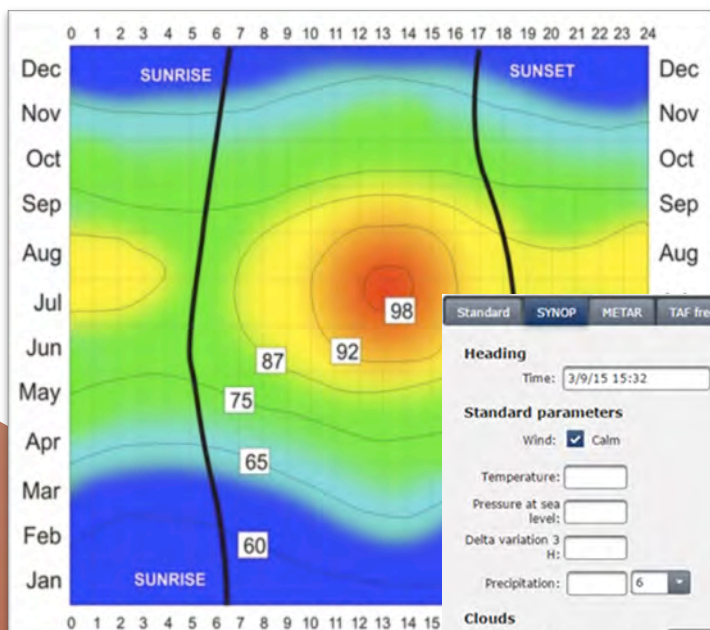 0 1 2 3 4 5 6 7 8 9 10 11 12 13 14 15 16 17 18 19 20 21 22 23 24
Dec SUNRISE SUNSET Dec
Nov Nov
Oct Oct
Sep Sep
Aug Aug
Jul 98
Jun 87 92
May 75
Apr 65
Mar
Feb 60
Jan SUNRISE
0 1 2 3 4 5 6 7 8 9 10 11 12 13 14 15
Standard SYNOP METAR TAF fre
Heading
Time: 3/9/15 15:32
Standard parameters
Wind: Calm
Temperature:
Pressure at sea
level:
Delta variation 3
H:
Precipitation: 6
Clouds